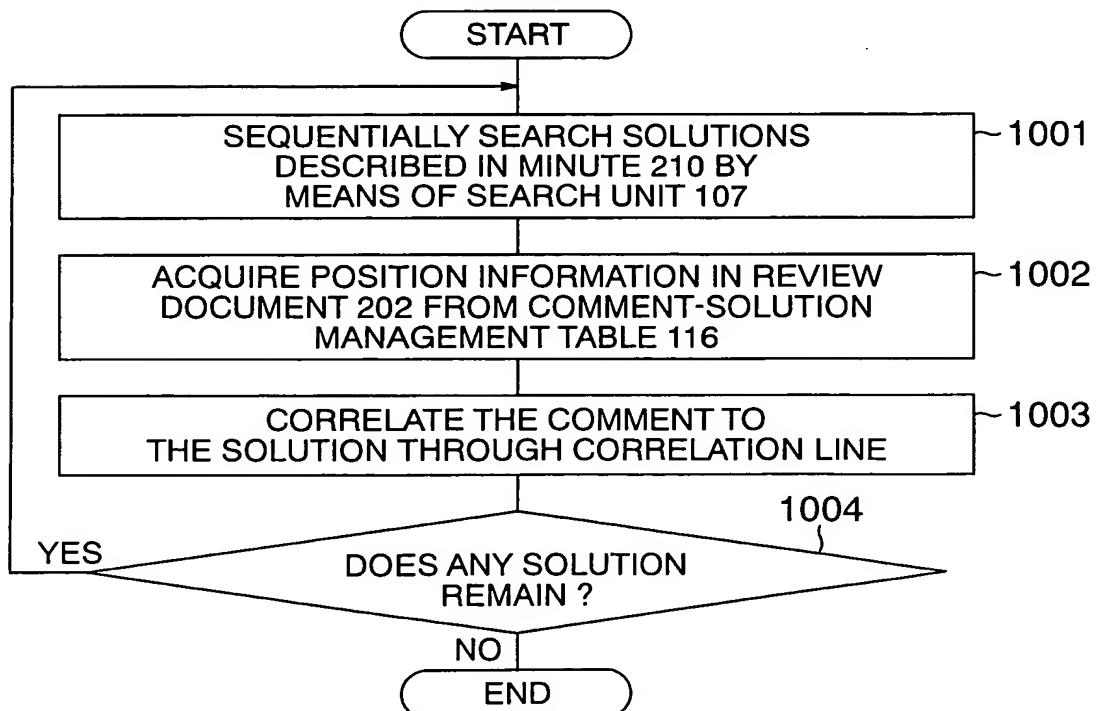 START
SEQUENTIALLY SEARCH SOLUTIONS
DESCRIBED IN MINUTE 210 BY
MEANS OF SEARCH UNIT 107
1001
ACQUIRE POSITION INFORMATION IN REVIEW
DOCUMENT 202 FROM COMMENT-SOLUTION
MANAGEMENT TABLE 116
1002
CORRELATE THE COMMENT TO
THE SOLUTION THROUGH CORRELATION LINE
1003
1004
YES
DOES ANY SOLUTION
REMAIN ?
NO
END